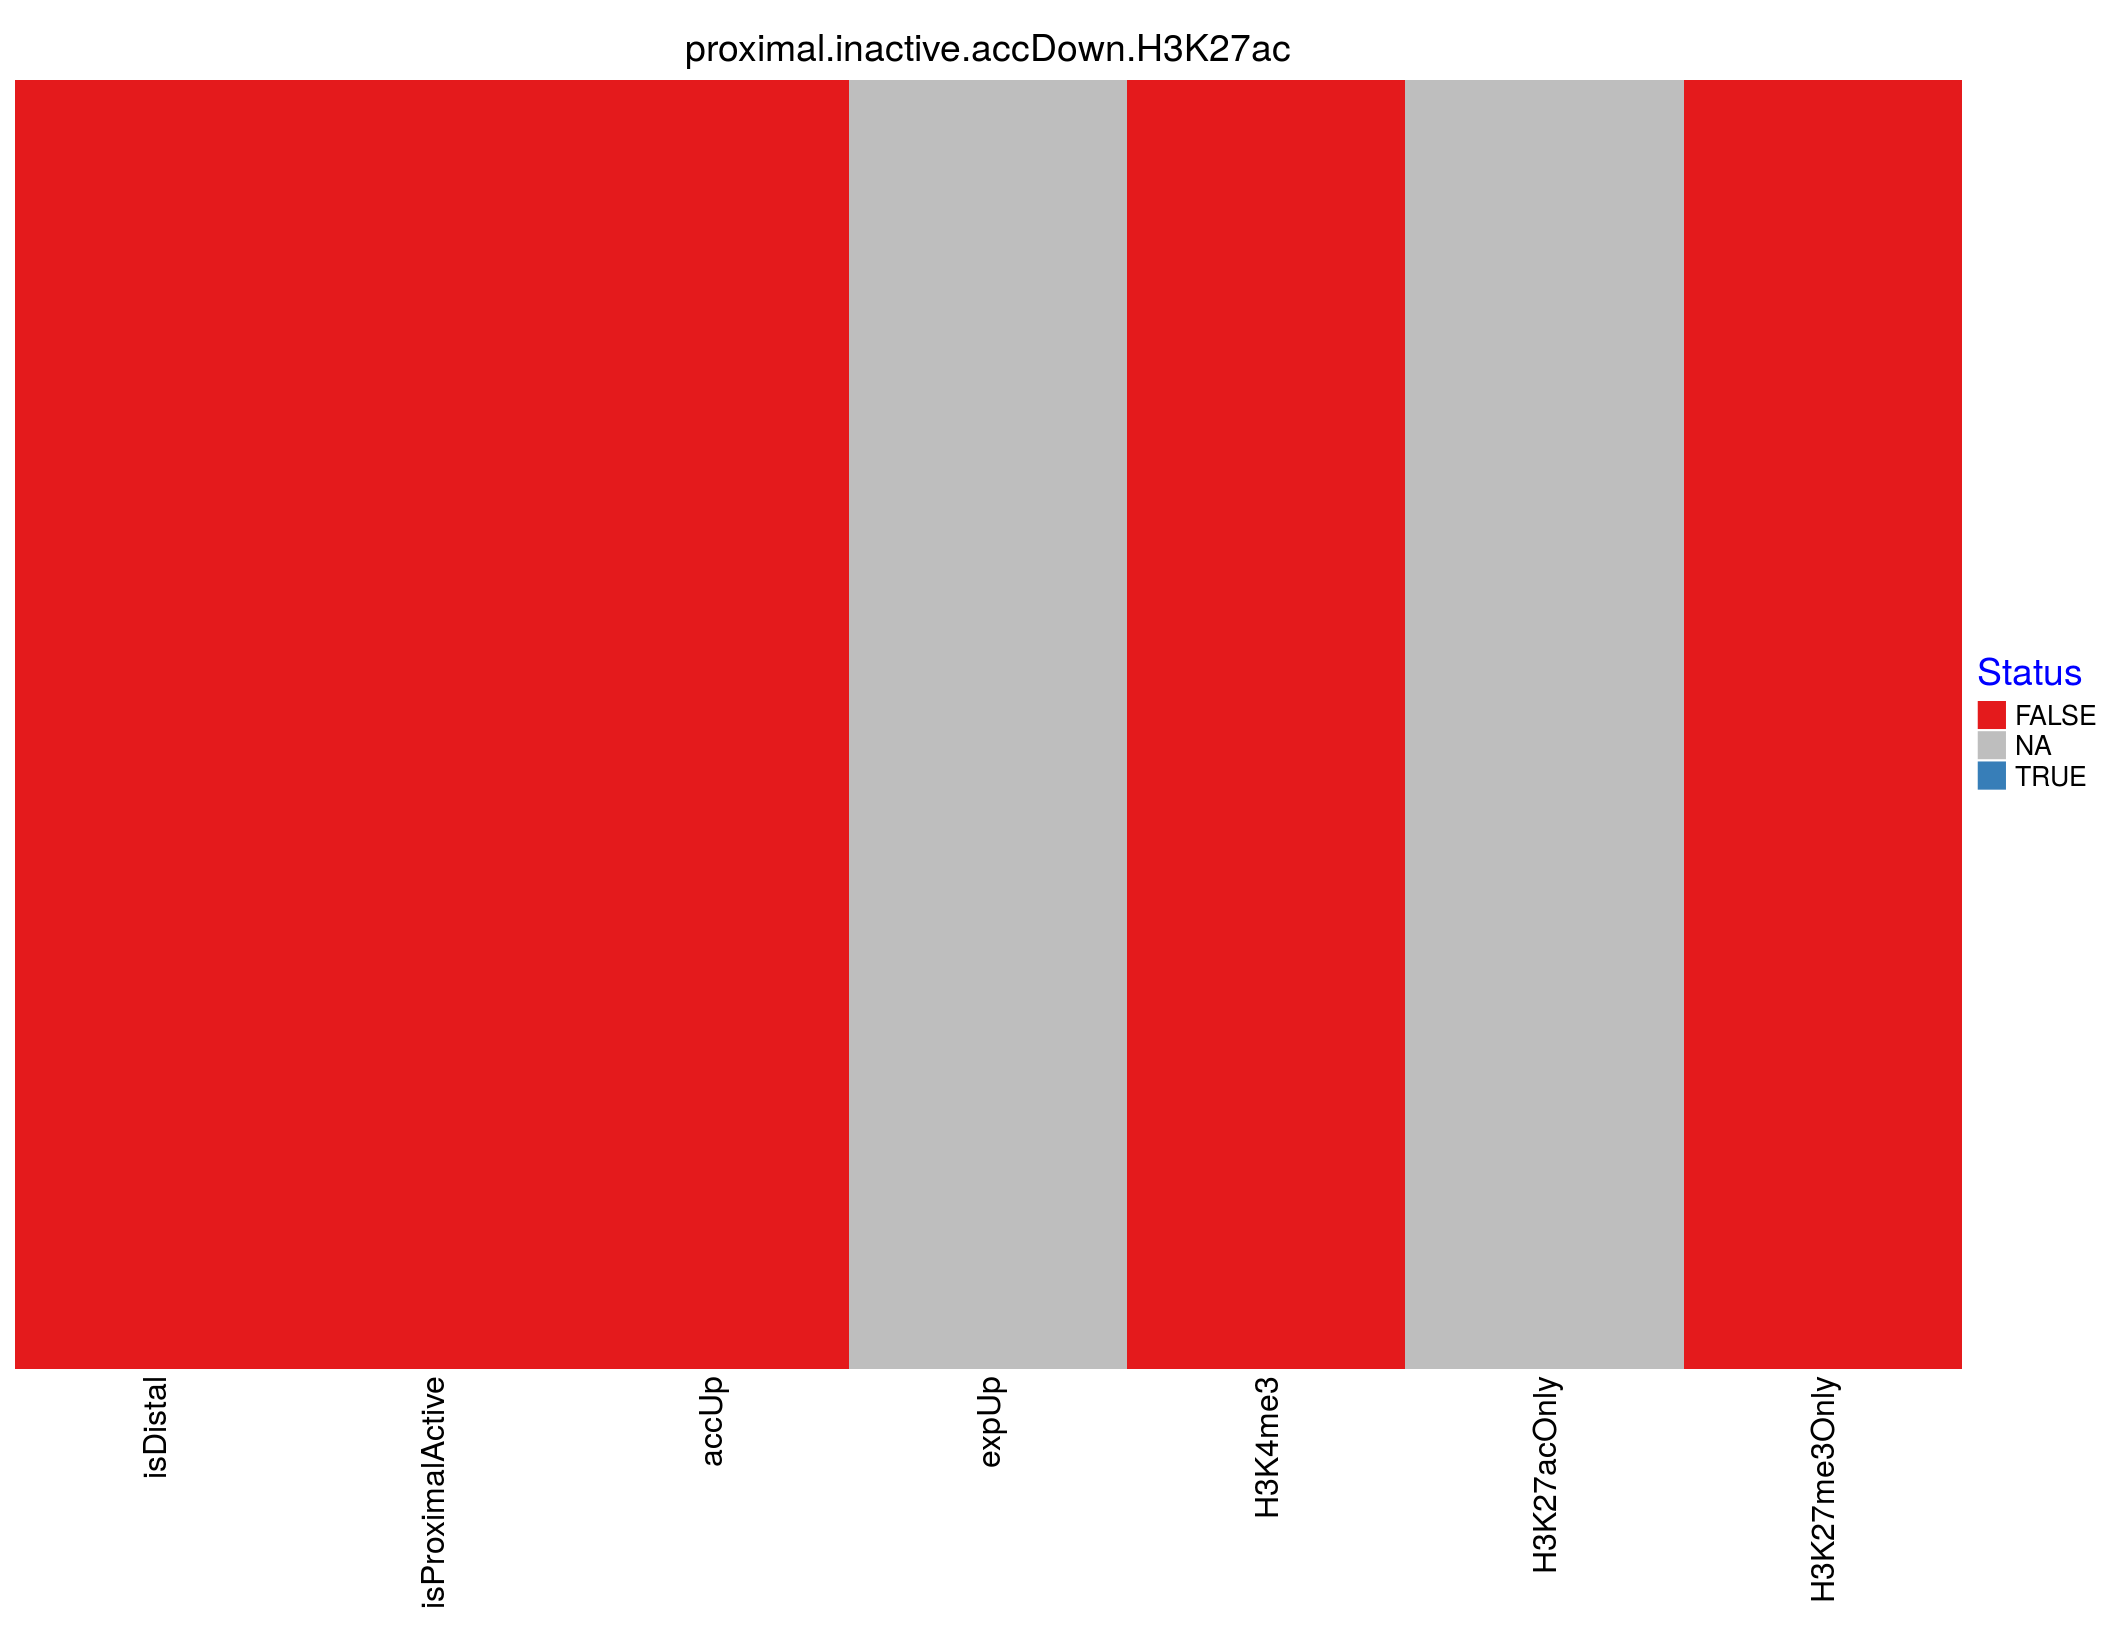 proximal.inactive.accDown.H3K27ac
Status
FALSE
NA
TRUE
isDistal
isProximalActive
accUp
expUp
H3K4me3
H3K27acOnly
H3K27me3Only